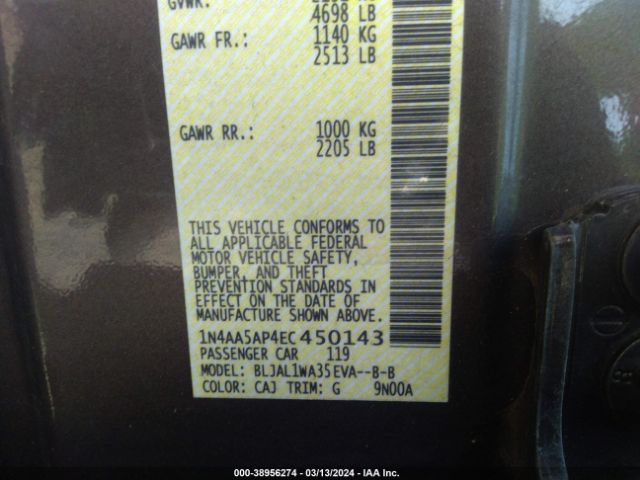 GVWR:
4698 LB
GAWR FR.: 1140 KG
2513 LB
GAWR RR.: 1000 KG
2205 LB
THIS VEHICLE CONFORMS TO
ALL APPLICABLE FEDERAL
MOTOR VEHICLE SAFETY,
BUMPER, AND THEFT
PREVENTION STANDARDS IN
EFFECT ON THE DATE OF
MANUFACTURE SHOWN ABOVE.
1N4AA5AP4EC450143
PASSENGER CAR 119
MODEL: BLJAL1WA35EVA--B-B
COLOR: CAJ TRIM: G 9N00A
000-38956274 - 03/13/2024 - IAA Inc.